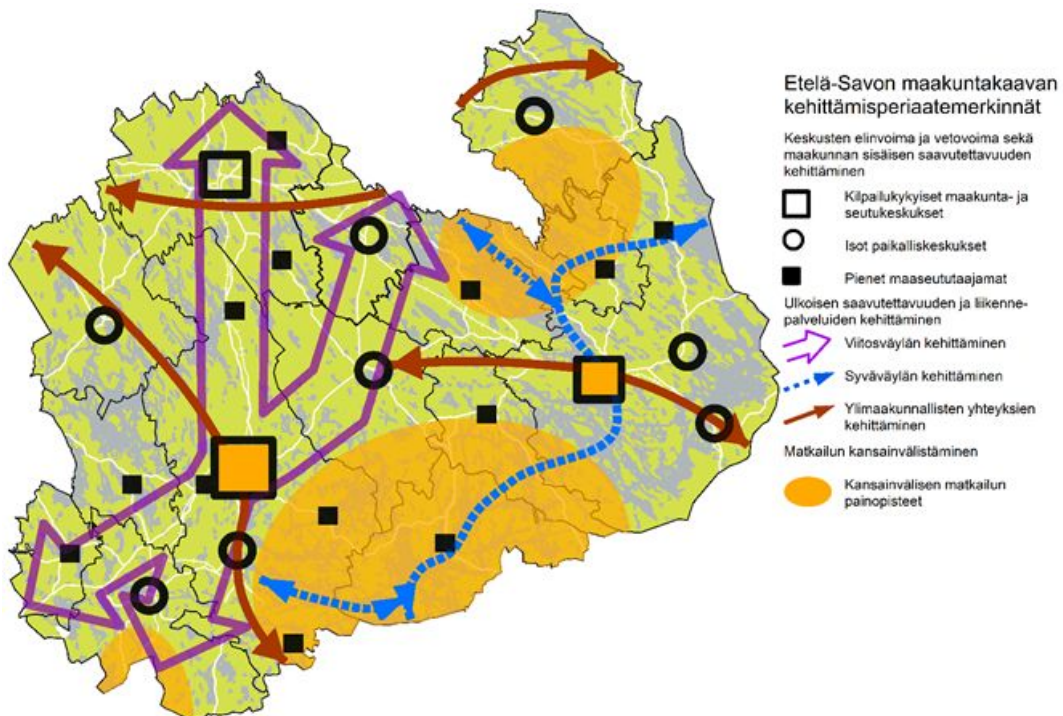 Etelä-Savon maakuntakaavan
kehittämisperiaatemerkinnät
Keskusten elinvoima ja vetovoima sekä
maakunnan sisäisen saavutettavuuden
kehittäminen
Kilpailukykyiset maakunta- ja
seutukeskukset
Isot paikalliskeskukset
Pienet maaseututaajamat
Ulkoisen saavutettavuuden ja liikenne-
palveluiden kehittäminen
Viitosväylän kehittäminen
Syväväylän kehittäminen
Ylimaakunnallisten yhteyksien
kehittäminen
Matkailun kansainvälistäminen
Kansainvälisen matkailun
painopisteet